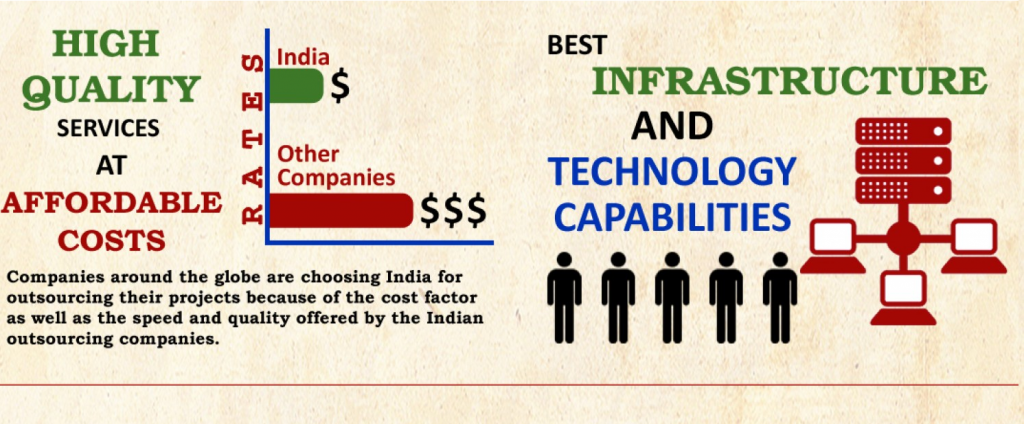 HIGH
QUALITY
SERVICES
AT
AFFORDABLE
COSTS
RATES
India
$
Other
Companies
$$$
Companies around the globe are choosing India for
outsourcing their projects because of the cost factor
as well as the speed and quality offered by the Indian
outsourcing companies.
BEST
INFRASTRUCTURE
AND
TECHNOLOGY
CAPABILITIES